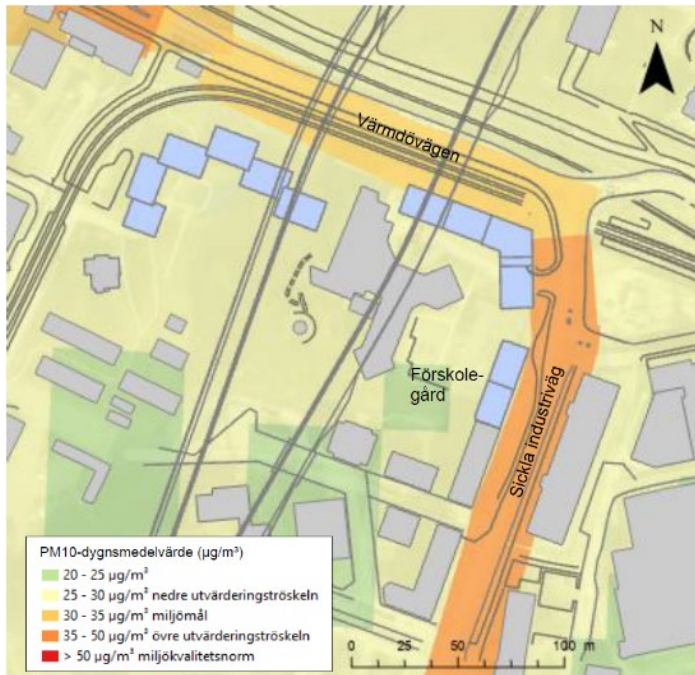 N
Värmdövägen
Förskole-
gård
Sickla industriväg
PM10-dygnsmedelvärde (µg/m³)
20 - 25 µg/m³
25 - 30 µg/m³ nedre utvärderingströskeln
30 - 35 µg/m³ miljömål
35 - 50 µg/m³ övre utvärderingströskeln
> 50 µg/m³ miljökvalitetsnorm
0 25 50 100 m